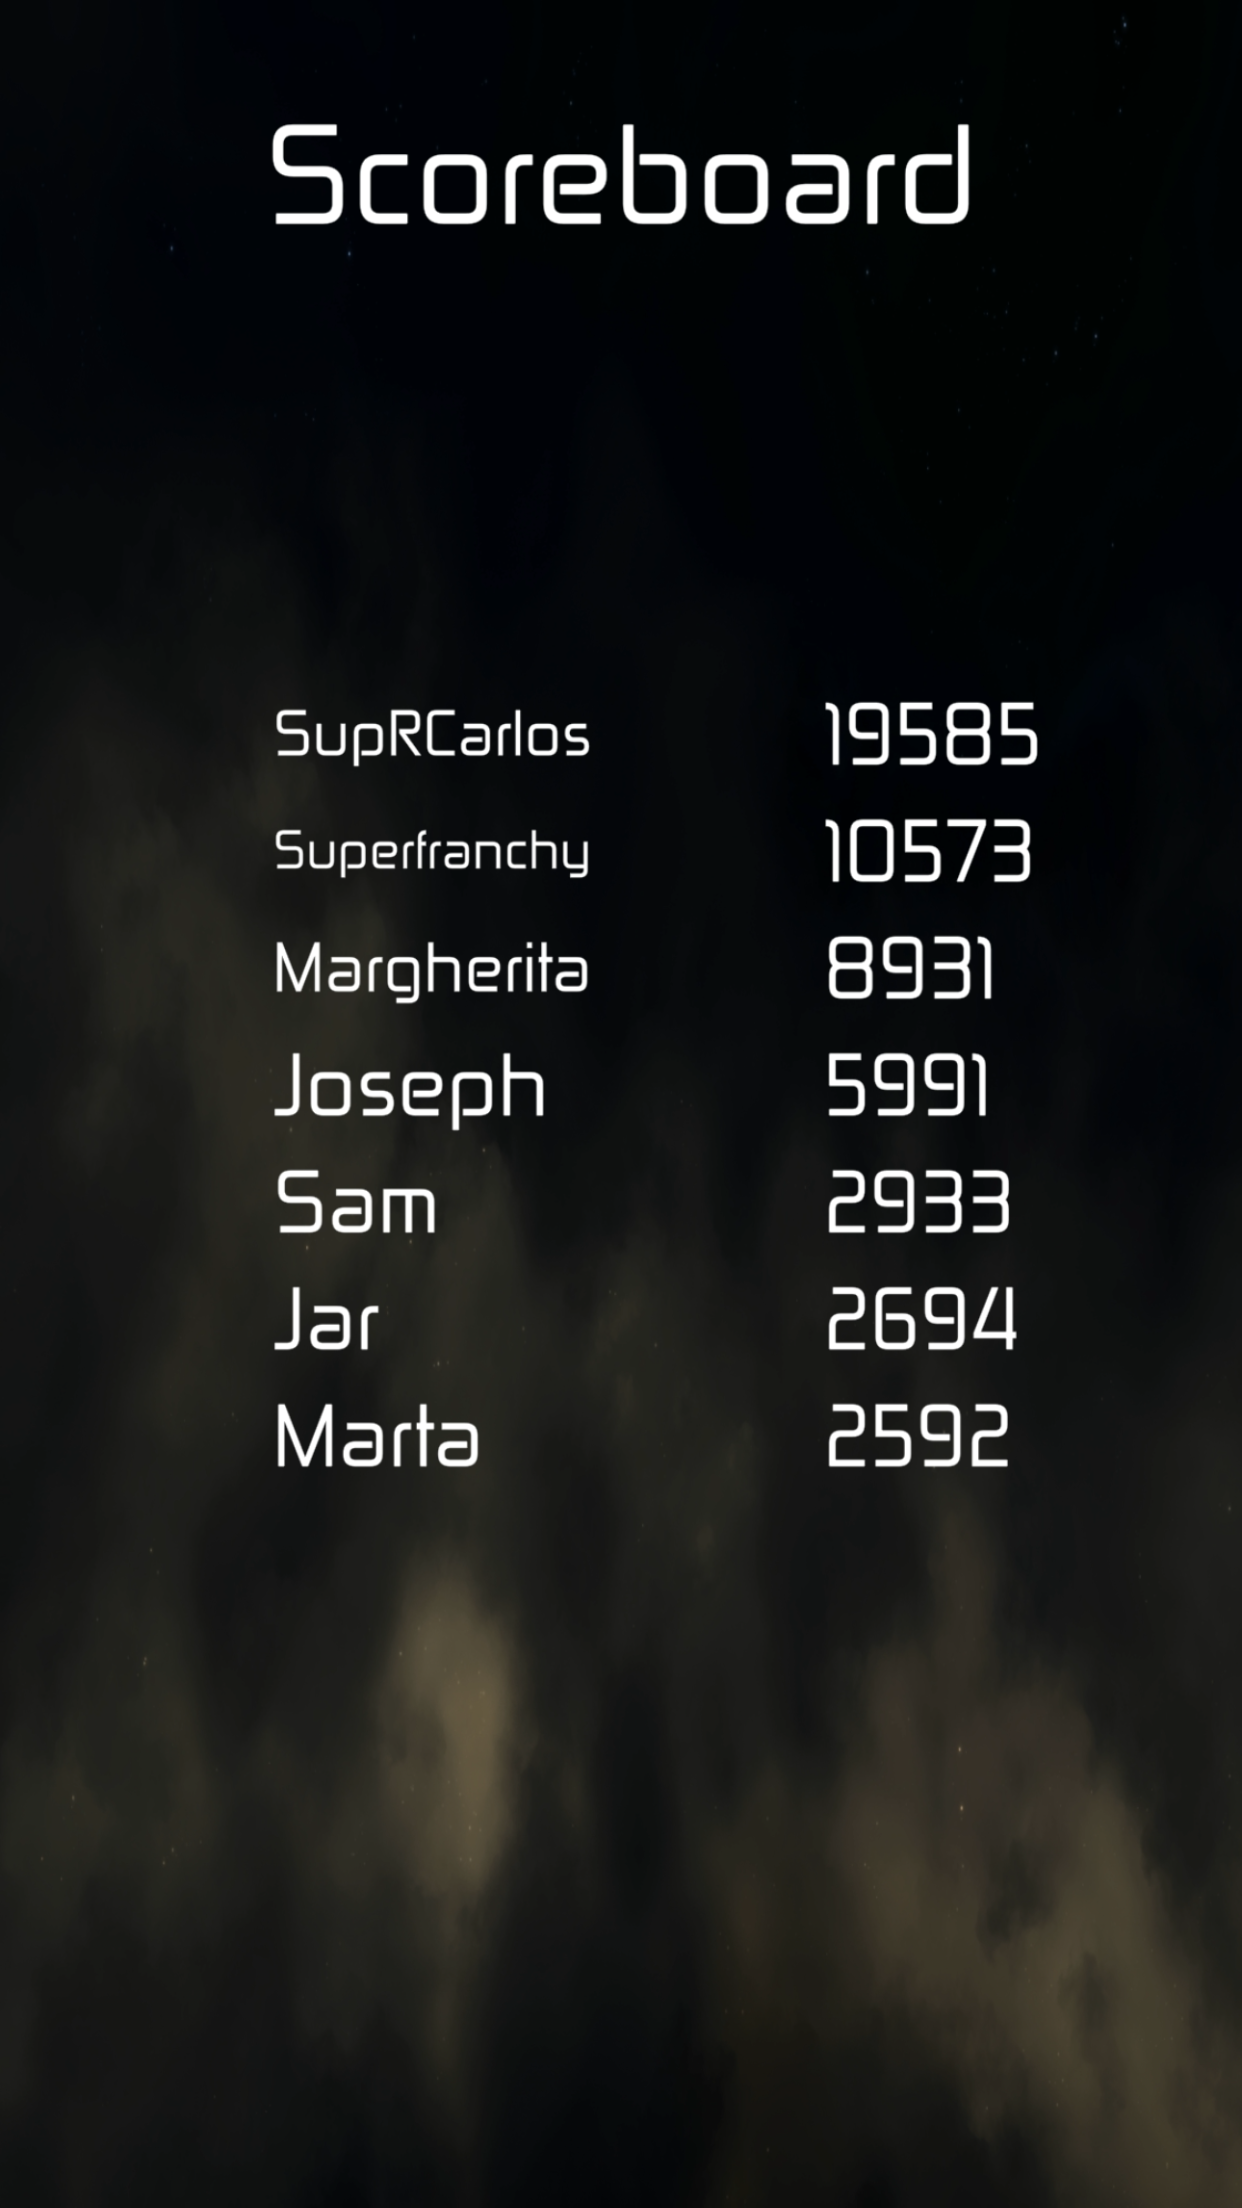 Scoreboard
SupRCarlos 19585
Superfranchy 10573
Margherita 8931
Joseph 5991
Sam 2933
Jar 2694
Marta 2592